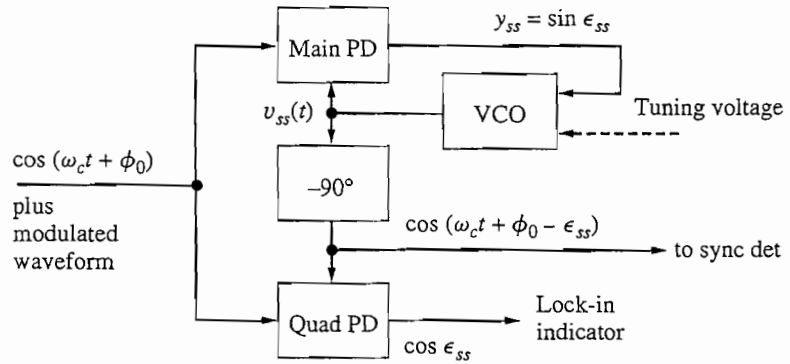 y_ss = sin ϵ_ss
Main PD
v_ss(t)
VCO
Tuning voltage
cos (ω_c t + ϕ_0)
plus
modulated
waveform
–90°
cos (ω_c t + ϕ_0 – ϵ_ss)
to sync det
Quad PD
cos ϵ_ss
Lock-in
indicator